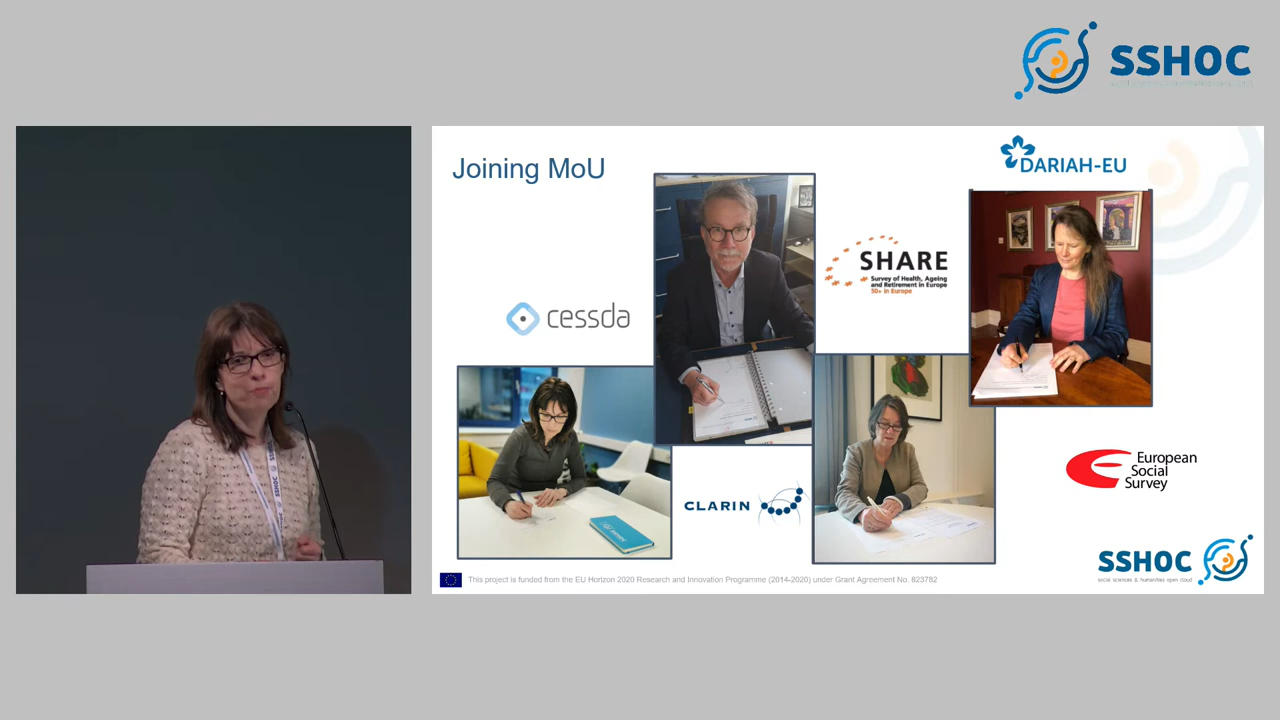 SSHOC
Joining MoU
DARIAH-EU
SHARE
Survey of Health, Ageing
and Retirement in Europe
50+ in Europe
cessda
CLARIN
European
Social
Survey
SSHOC
social sciences & humanities open cloud
This project is funded from the EU Horizon 2020 Research and Innovation Programme (2014-2020) under Grant Agreement No. 823782
SSHOC